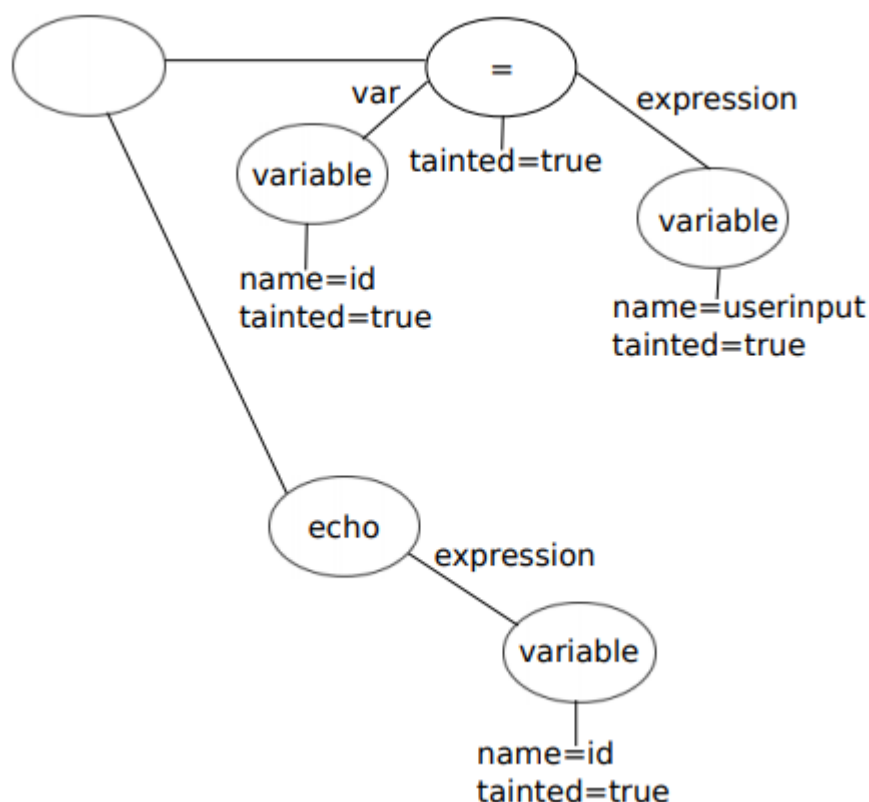 =
var
expression
variable
tainted=true
variable
name=id
tainted=true
name=userinput
tainted=true
echo
expression
variable
name=id
tainted=true